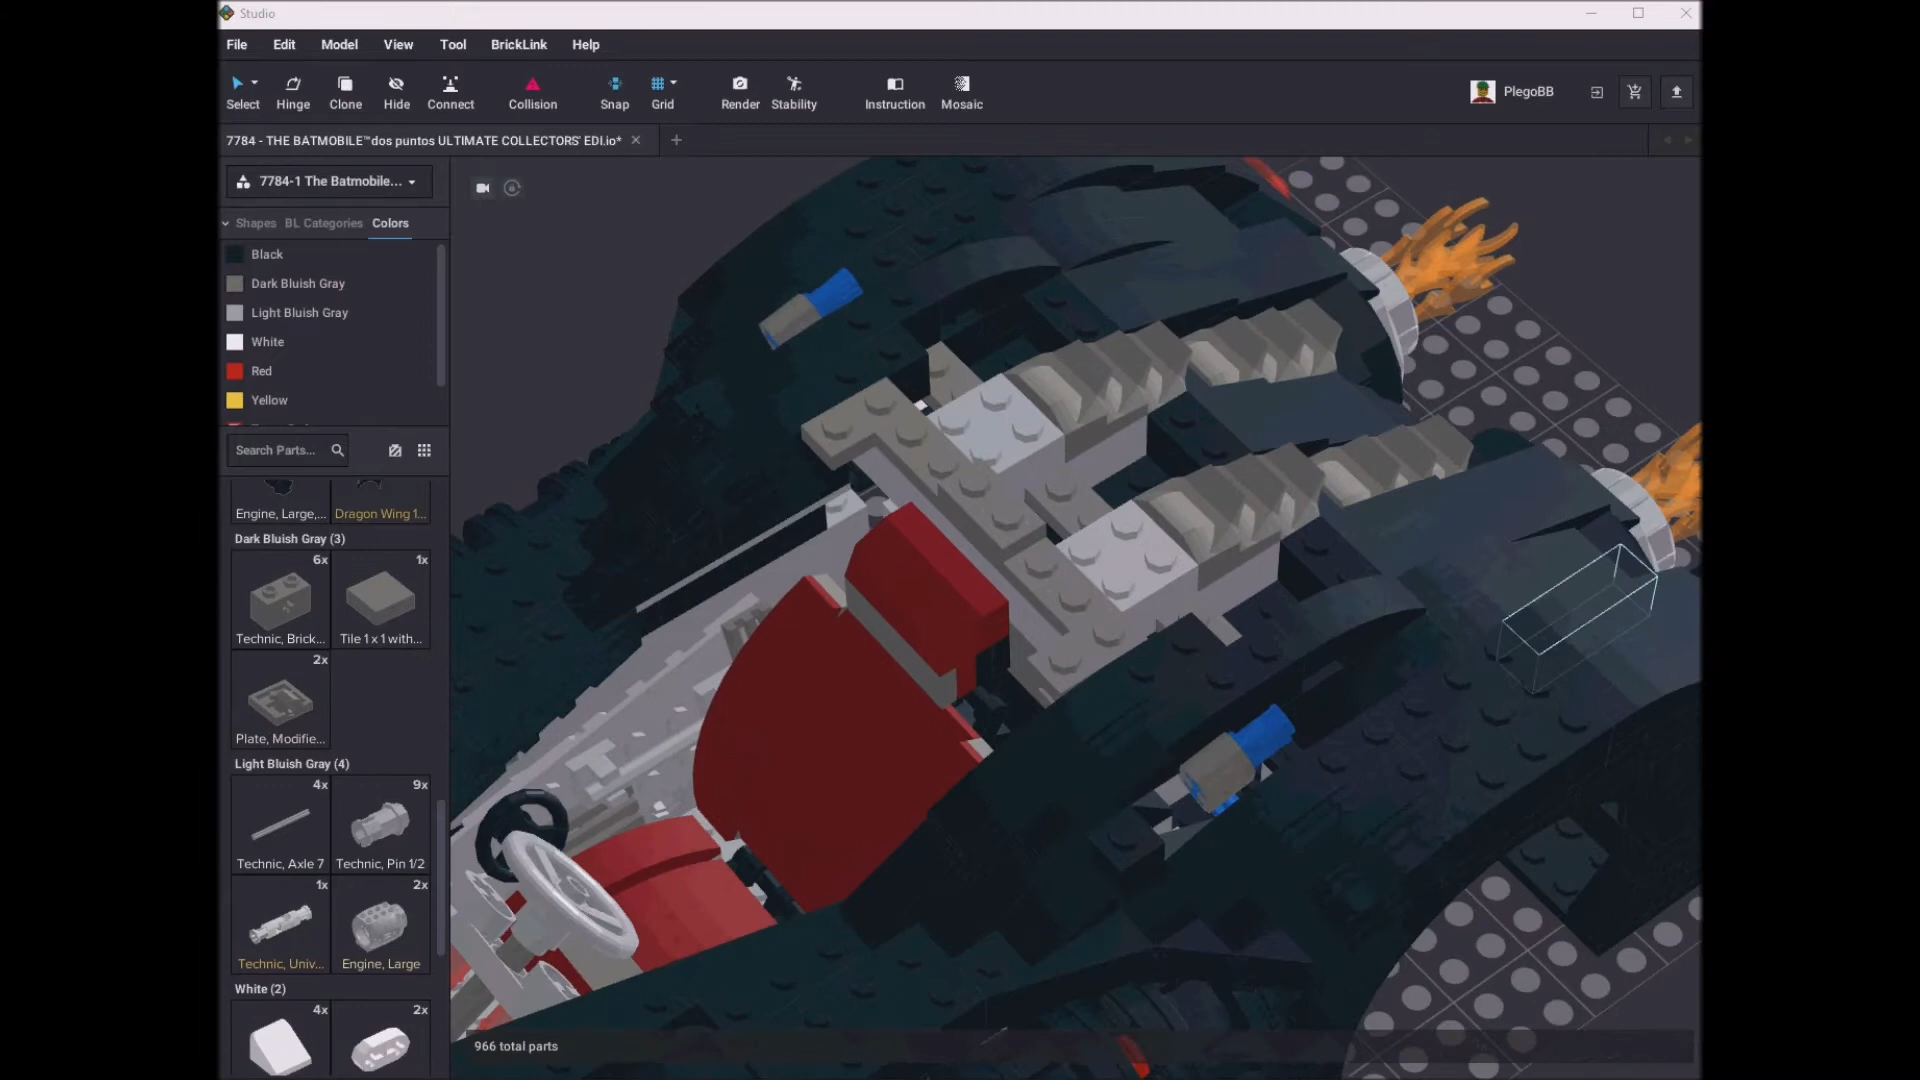 Studio
File Edit Model View Tool BrickLink Help
Select Hinge Clone Hide Connect Collision Snap Grid Render Stability Instruction Mosaic PlegoBB
7784 - THE BATMOBILE™dos puntos ULTIMATE COLLECTORS' EDI.io*
7784-1 The Batmobile...
Shapes BL Categories Colors
Black
Dark Bluish Gray
Light Bluish Gray
White
Red
Yellow
Search Parts...
Engine, Large,... Dragon Wing 1...
Dark Bluish Gray (3)
6x 1x
Technic, Brick... Tile 1 x 1 with...
2x
Plate, Modifie...
Light Bluish Gray (4)
4x 9x
Technic, Axle 7 Technic, Pin 1/2
1x 2x
Technic, Univ... Engine, Large
White (2)
4x 2x
966 total parts